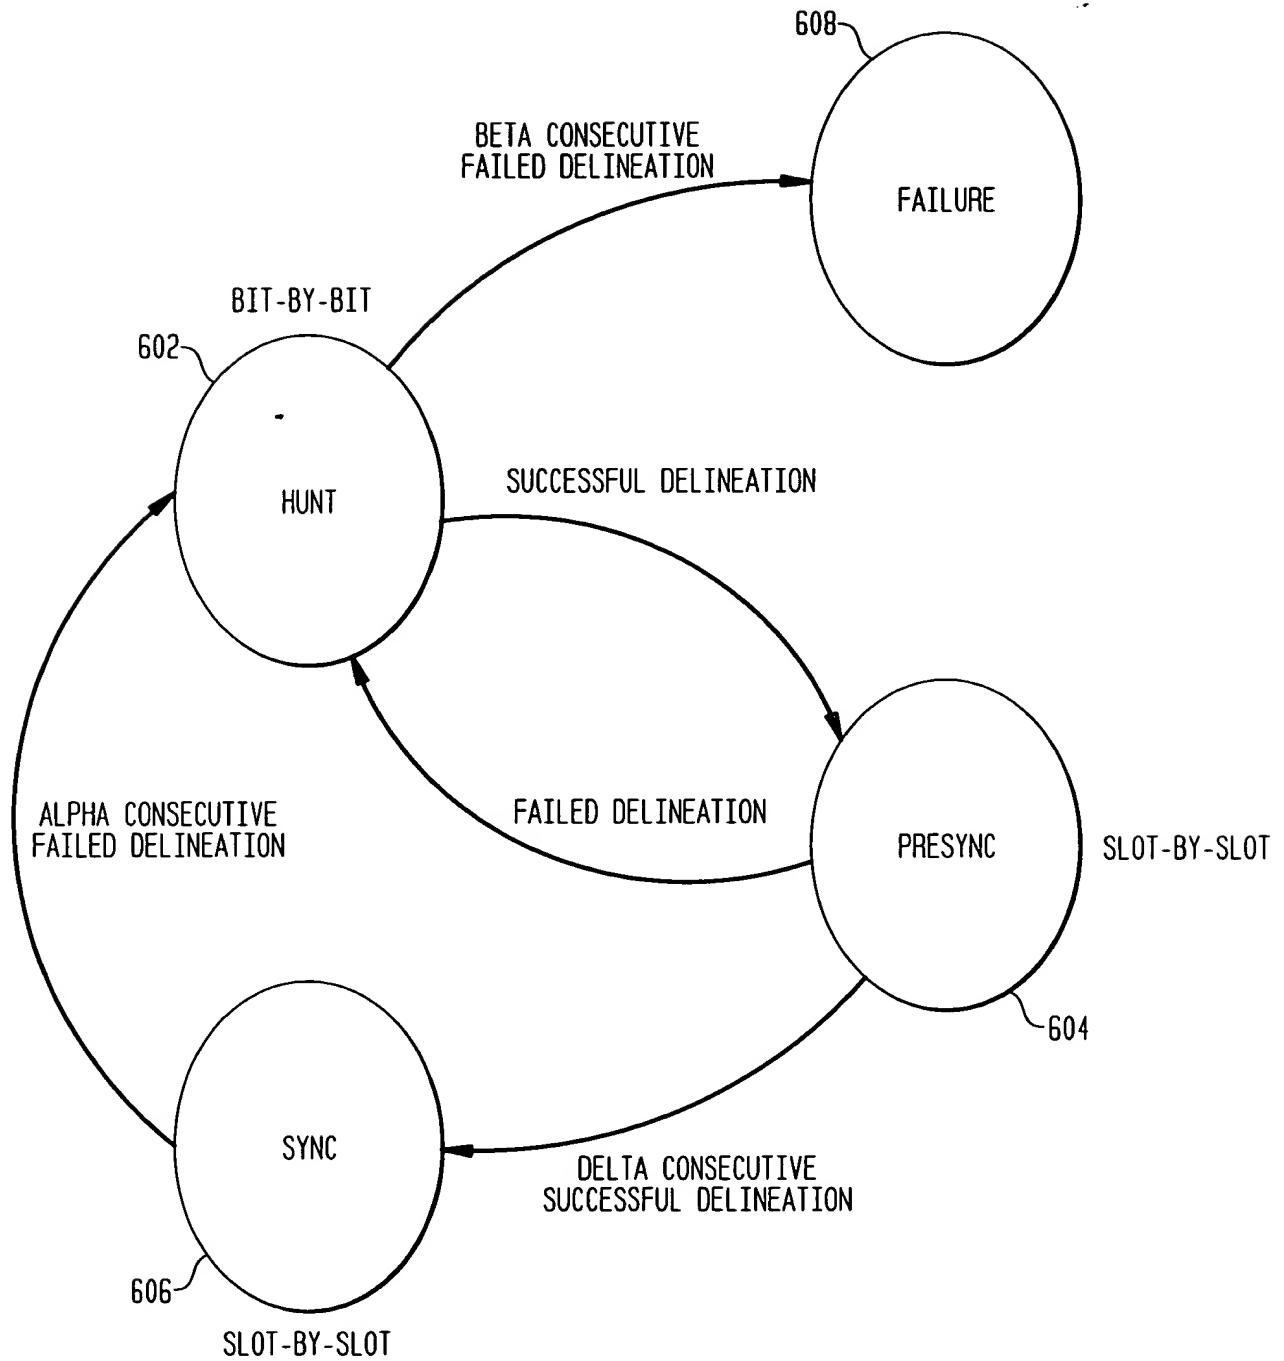 608
BETA CONSECUTIVE
FAILED DELINEATION
FAILURE
BIT-BY-BIT
602
HUNT
SUCCESSFUL DELINEATION
ALPHA CONSECUTIVE
FAILED DELINEATION
FAILED DELINEATION
PRESYNC
SLOT-BY-SLOT
604
SYNC
DELTA CONSECUTIVE
SUCCESSFUL DELINEATION
606
SLOT-BY-SLOT